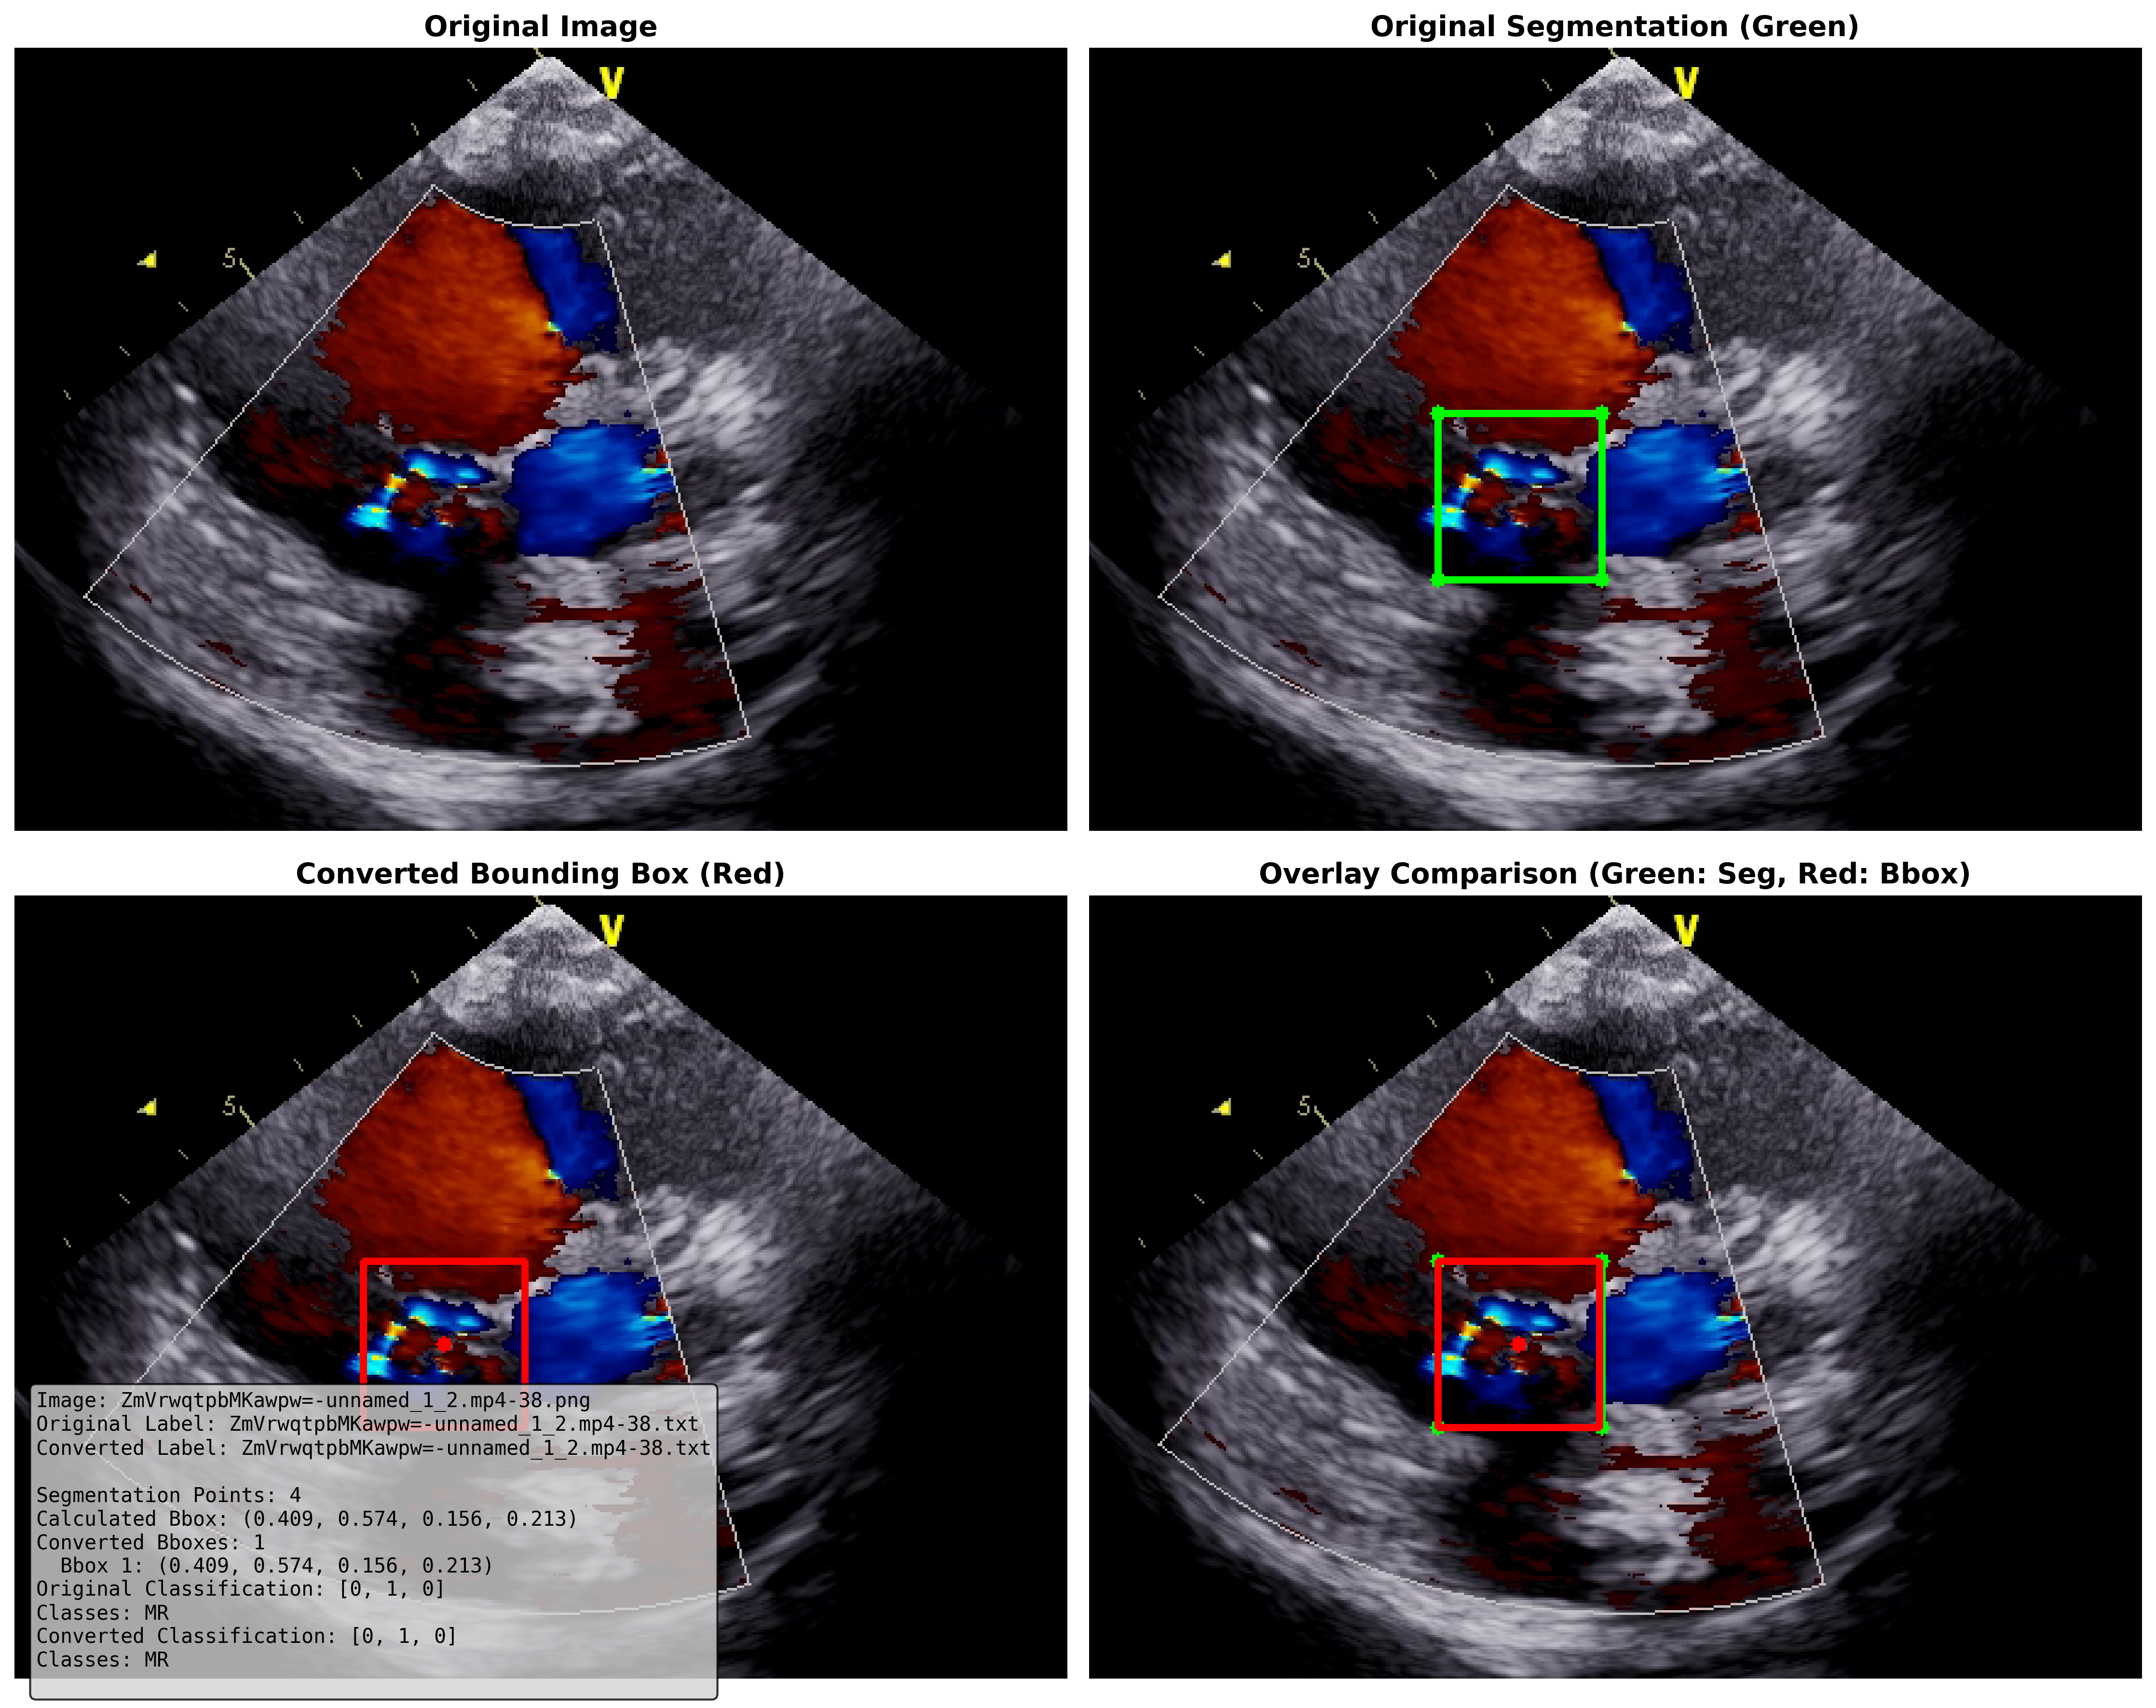 Original Image
Original Segmentation (Green)
V
5
V
5
Converted Bounding Box (Red)
Overlay Comparison (Green: Seg, Red: Bbox)
V
5
V
5
Image: ZmVrwqtpbMKawpw=-unnamed_1_2.mp4-38.png
Original Label: ZmVrwqtpbMKawpw=-unnamed_1_2.mp4-38.txt
Converted Label: ZmVrwqtpbMKawpw=-unnamed_1_2.mp4-38.txt
Segmentation Points: 4
Calculated Bbox: (0.409, 0.574, 0.156, 0.213)
Converted Bboxes: 1
Bbox 1: (0.409, 0.574, 0.156, 0.213)
Original Classification: [0, 1, 0]
Classes: MR
Converted Classification: [0, 1, 0]
Classes: MR